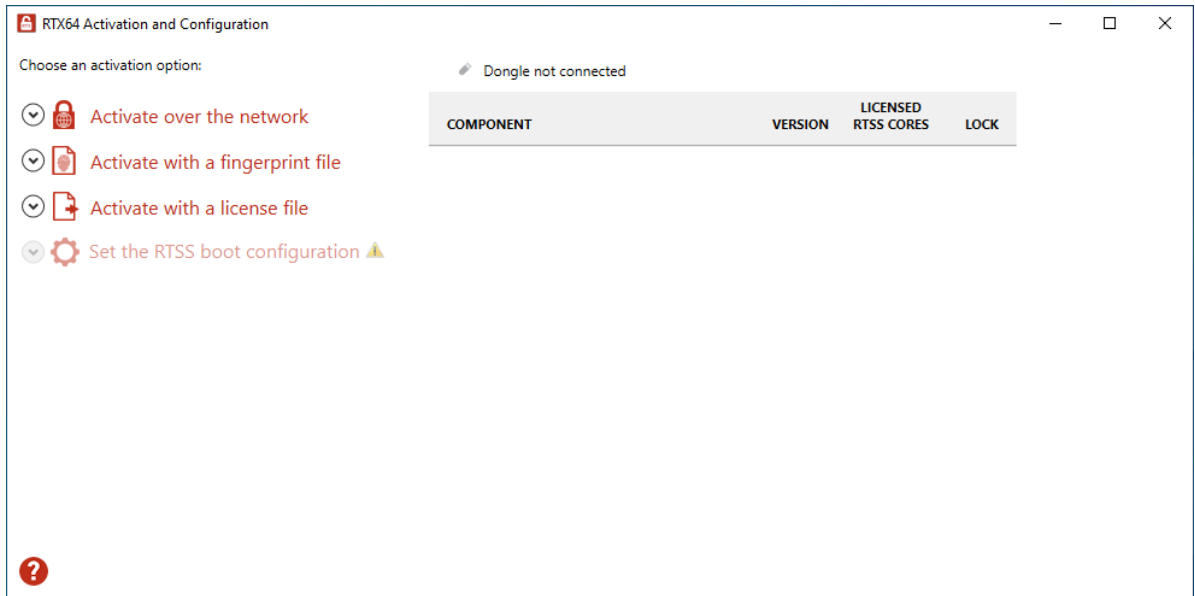 RTX64 Activation and Configuration
Choose an activation option:
Activate over the network
Activate with a fingerprint file
Activate with a license file
Set the RTSS boot configuration
Dongle not connected
COMPONENT
VERSION
LICENSED
RTSS CORES
LOCK
?